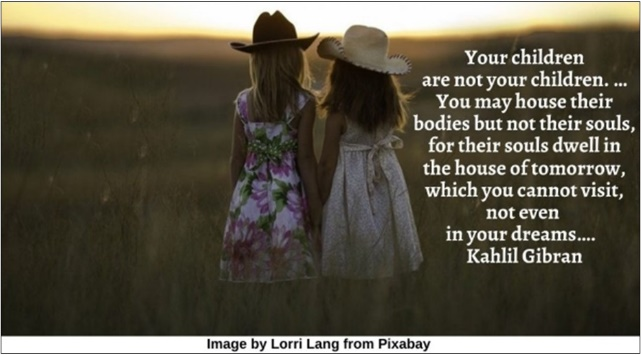 Your children
are not your children. ...
You may house their
bodies but not their souls,
for their souls dwell in
the house of tomorrow,
which you cannot visit,
not even
in your dreams....
Kahlil Gibran
Image by Lorri Lang from Pixabay